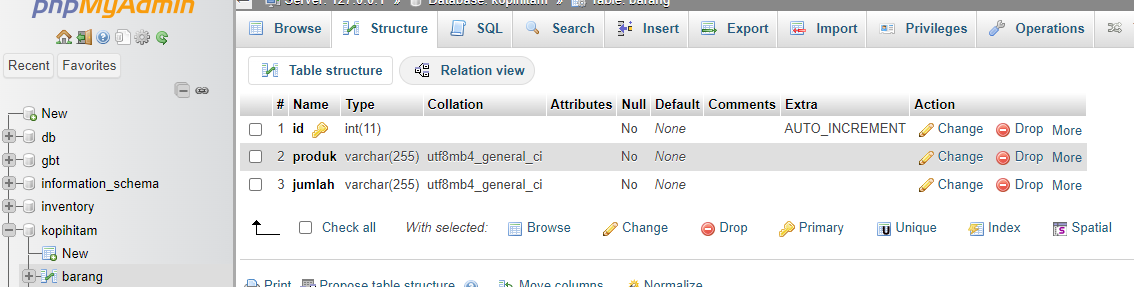 phpMyAdmin
Recent Favorites
New
db
gbt
information_schema
inventory
kopihitam
New
barang
Server: 127.0.0.1 » Database: kopihitam » Table: barang
Browse Structure SQL Search Insert Export Import Privileges Operations
Table structure Relation view
# Name Type Collation Attributes Null Default Comments Extra Action
1 id int(11) No None AUTO_INCREMENT Change Drop More
2 produk varchar(255) utf8mb4_general_ci No None Change Drop More
3 jumlah varchar(255) utf8mb4_general_ci No None Change Drop More
Check all With selected: Browse Change Drop Primary Unique Index Spatial
Print Propose table structure Move columns Normalize